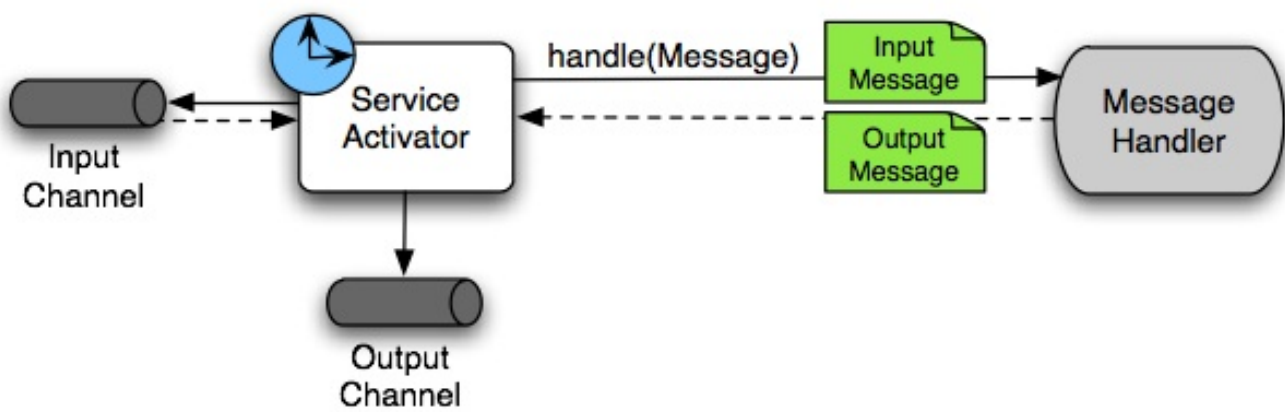 Input
Channel
Service
Activator
handle(Message)
Input
Message
Output
Message
Message
Handler
Output
Channel